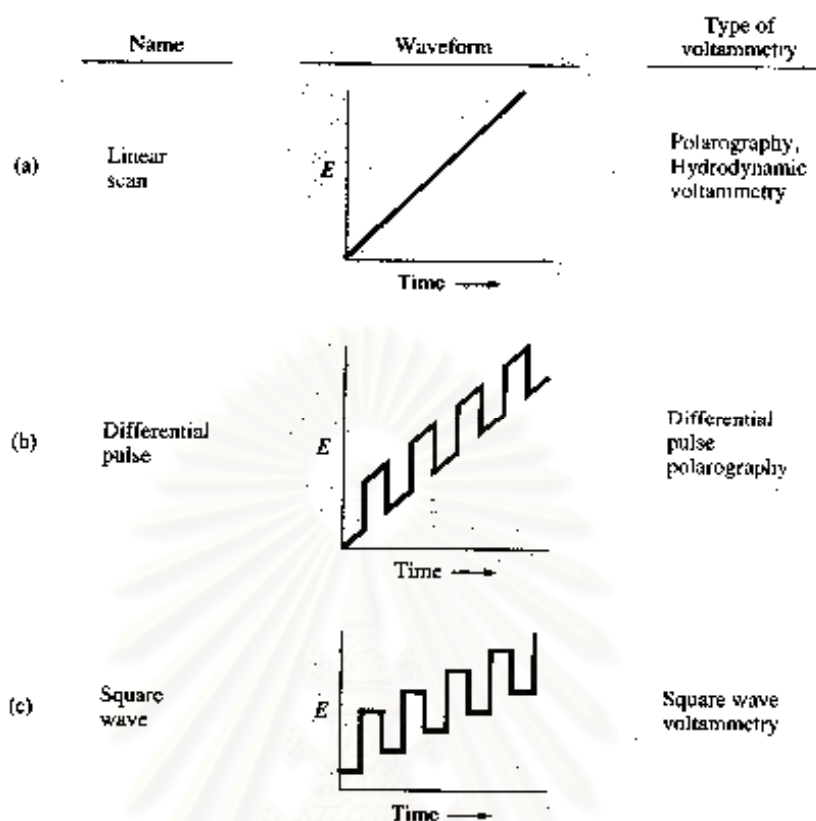 Name
Waveform
Type of
voltammetry
(a)
Linear
scan
E
Time
Polarography,
Hydrodynamic
voltammetry
(b)
Differential
pulse
E
Time
Differential
pulse
polarography
(c)
Square
wave
E
Time
Square wave
voltammetry